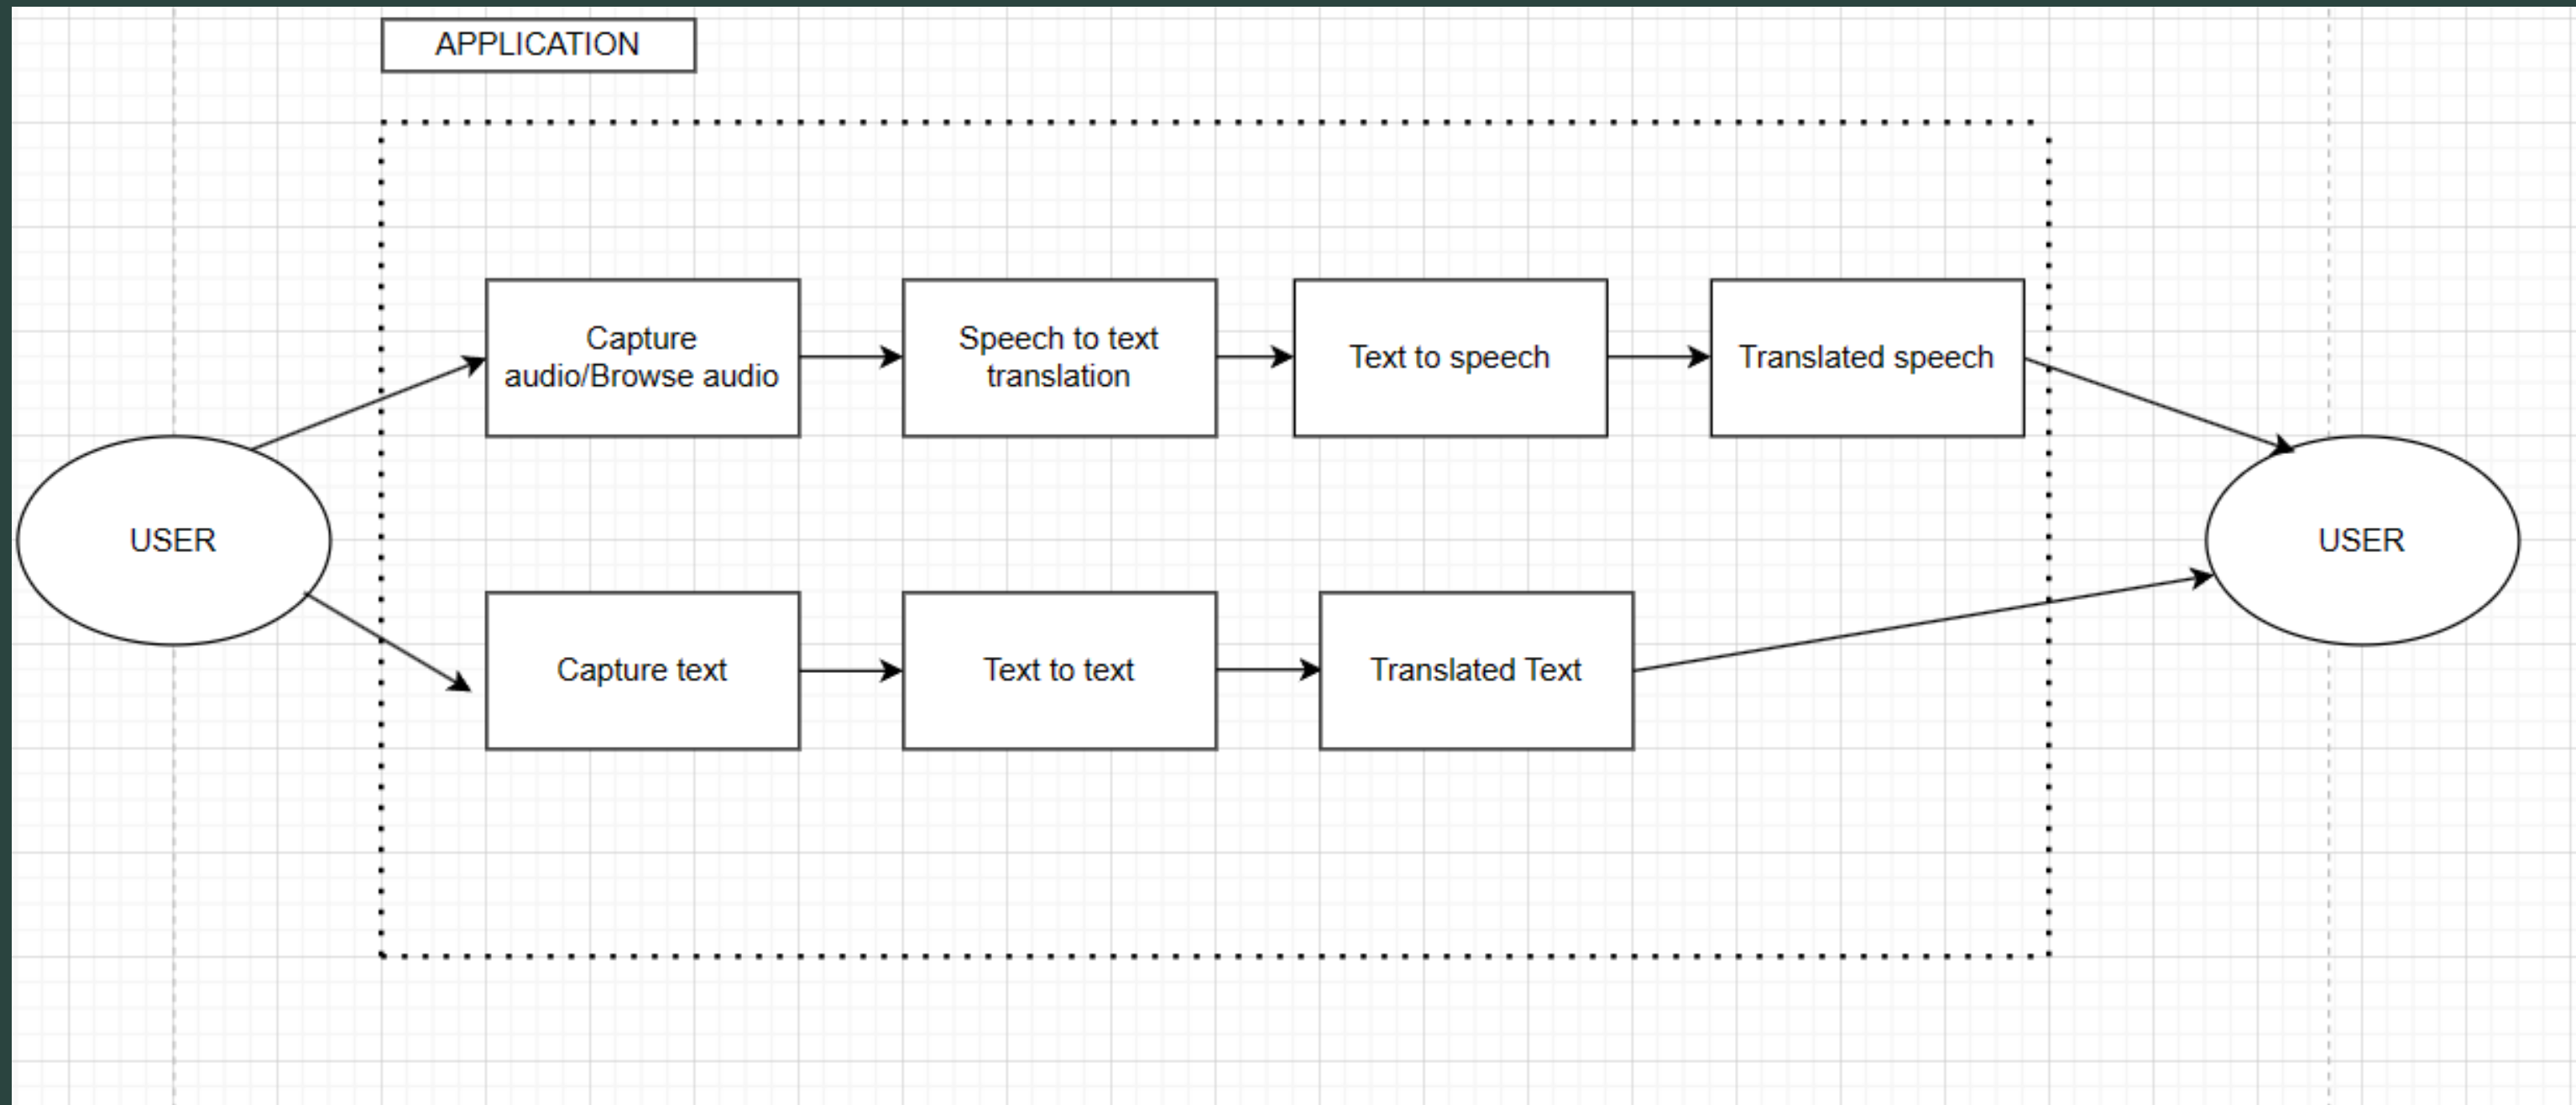 APPLICATION
Capture
audio/Browse audio
Speech to text
translation
Text to speech
Translated speech
USER
USER
Capture text
Text to text
Translated Text